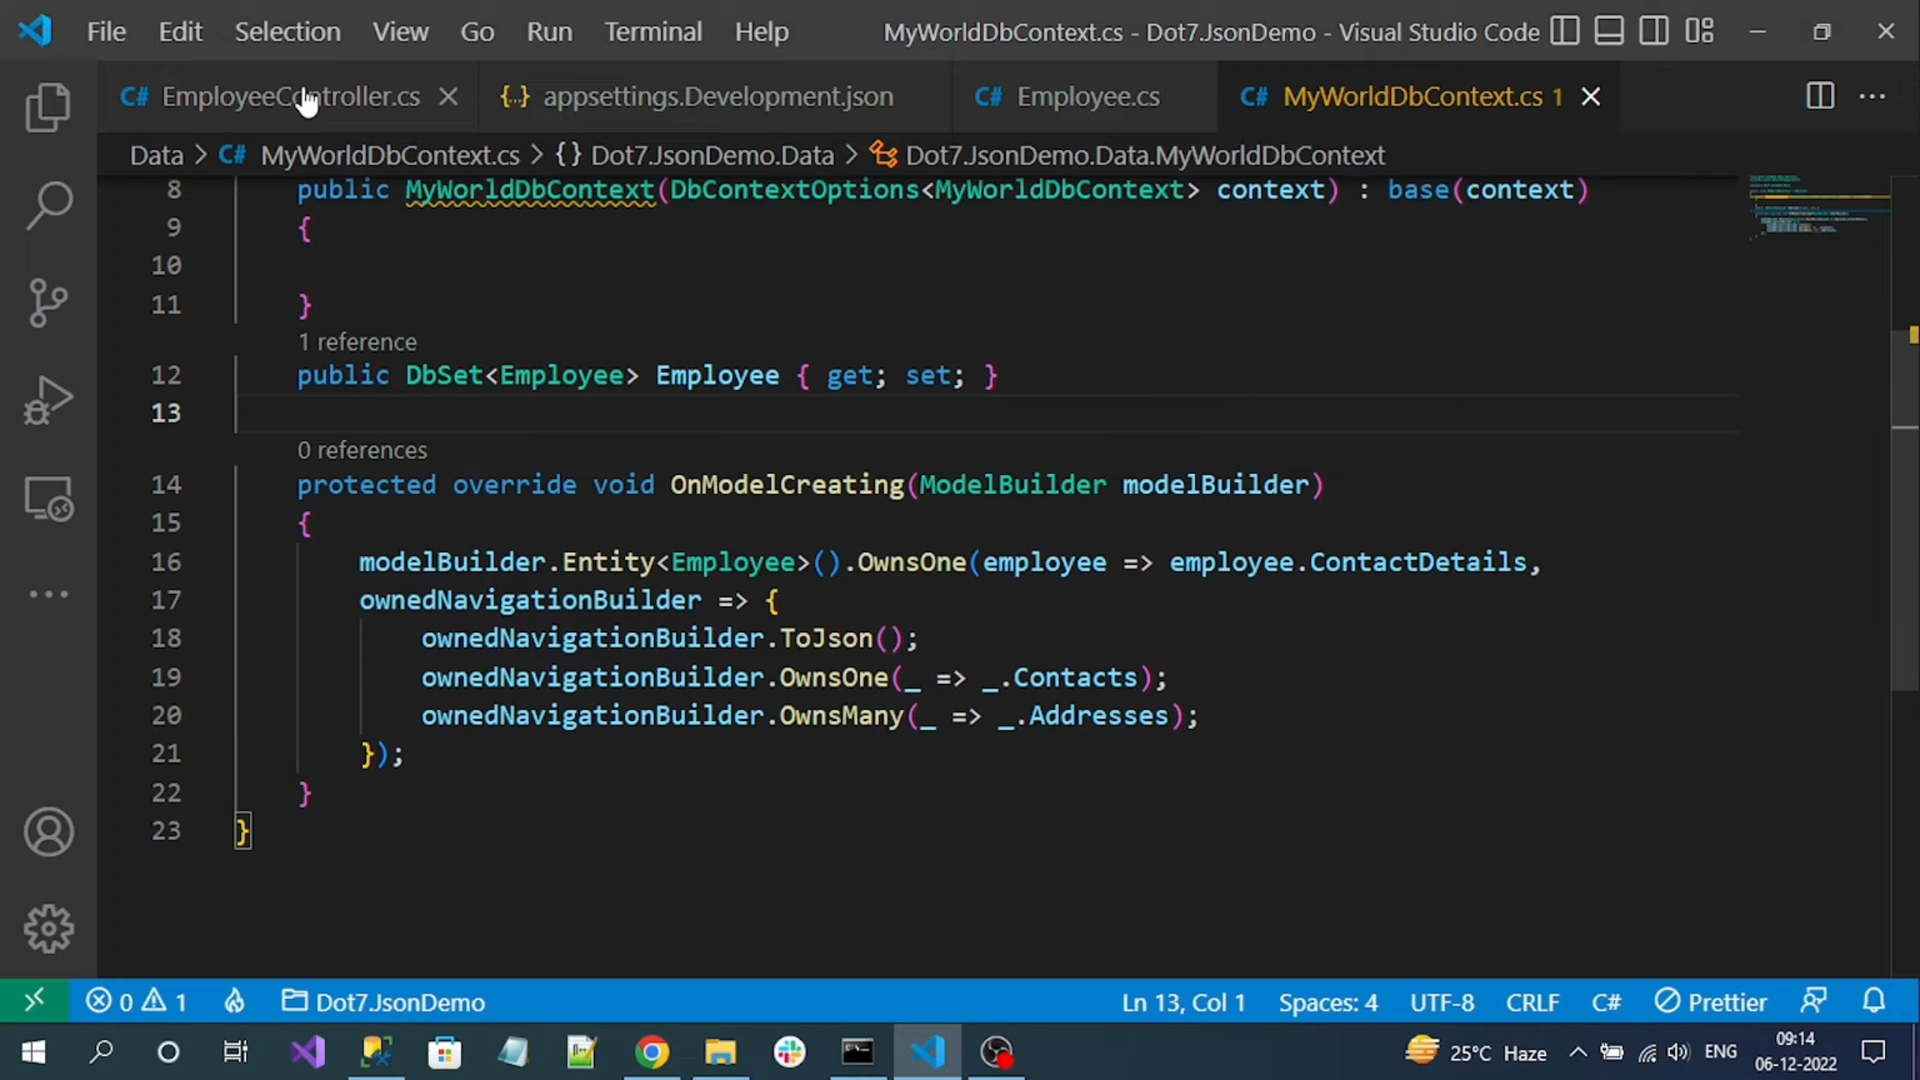 File Edit Selection View Go Run Terminal Help MyWorldDbContext.cs - Dot7.JsonDemo - Visual Studio Code
C# EmployeeController.cs {..} appsettings.Development.json C# Employee.cs C# MyWorldDbContext.cs 1
Data > C# MyWorldDbContext.cs > {} Dot7.JsonDemo.Data > Dot7.JsonDemo.Data.MyWorldDbContext
8 public MyWorldDbContext(DbContextOptions<MyWorldDbContext> context) : base(context)
9 {
10
11 }
1 reference
12 public DbSet<Employee> Employee { get; set; }
13
0 references
14 protected override void OnModelCreating(ModelBuilder modelBuilder)
15 {
16 modelBuilder.Entity<Employee>().OwnsOne(employee => employee.ContactDetails,
17 ownedNavigationBuilder => {
18 ownedNavigationBuilder.ToJson();
19 ownedNavigationBuilder.OwnsOne(_ => _.Contacts);
20 ownedNavigationBuilder.OwnsMany(_ => _.Addresses);
21 });
22 }
23 }
0 1 Dot7.JsonDemo Ln 13, Col 1 Spaces: 4 UTF-8 CRLF C# Prettier
25°C Haze ENG 09:14
06-12-2022